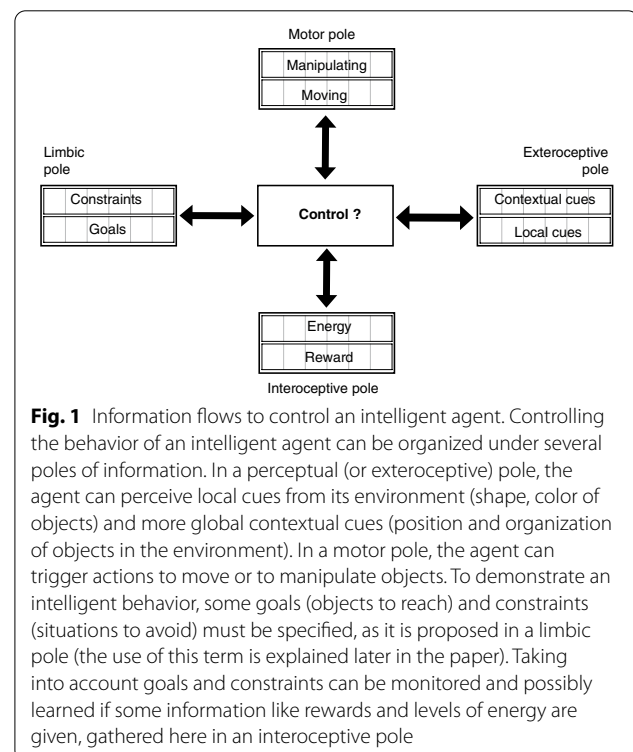 Motor pole
Manipulating
Moving
Limbic
pole
Exteroceptive
pole
Constraints
Goals
Control ?
Contextual cues
Local cues
Energy
Reward
Interoceptive pole
Fig. 1 Information flows to control an intelligent agent. Controlling
the behavior of an intelligent agent can be organized under several
poles of information. In a perceptual (or exteroceptive) pole, the
agent can perceive local cues from its environment (shape, color of
objects) and more global contextual cues (position and organization
of objects in the environment). In a motor pole, the agent can
trigger actions to move or to manipulate objects. To demonstrate an
intelligent behavior, some goals (objects to reach) and constraints
(situations to avoid) must be specified, as it is proposed in a limbic
pole (the use of this term is explained later in the paper). Taking
into account goals and constraints can be monitored and possibly
learned if some information like rewards and levels of energy are
given, gathered here in an interoceptive pole